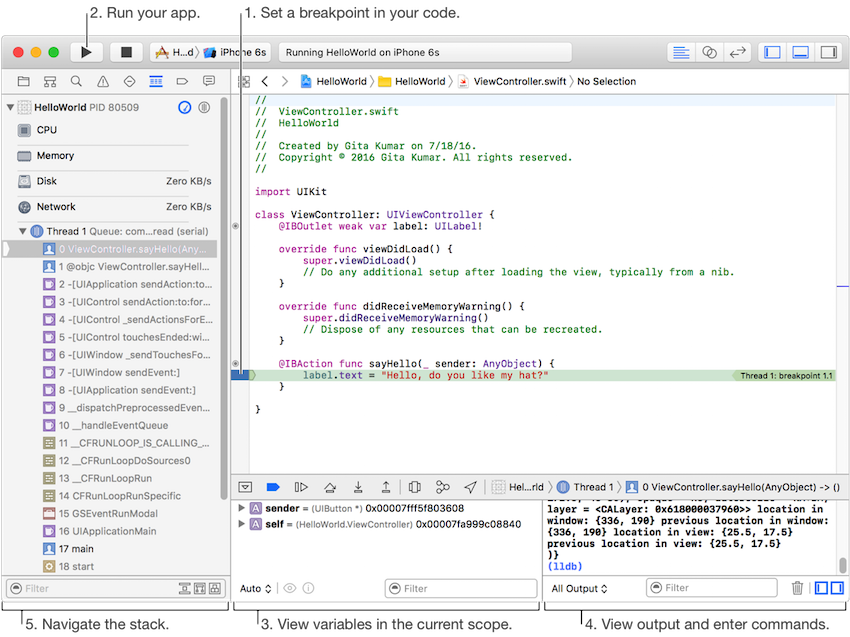 2. Run your app.
1. Set a breakpoint in your code.
H...d
iPhone 6s
Running HelloWorld on iPhone 6s
HelloWorld
HelloWorld
ViewController.swift
No Selection
HelloWorld PID 80509
CPU
Memory
Disk
Zero KB/s
Network
Zero KB/s
Thread 1 Queue: com...read (serial)
0 ViewController.sayHello(Any...
1 @objc ViewController.sayHell...
2 -[UIApplication sendAction:to...
3 -[UIControl sendAction:to:for...
4 -[UIControl _sendActionsForE...
5 -[UIControl touchesEnded:wi...
6 -[UIWindow _sendTouchesFo...
7 -[UIWindow sendEvent:]
8 -[UIApplication sendEvent:]
9 __dispatchPreprocessedEven...
10 __handleEventQueue
11 __CFRUNLOOP_IS_CALLING_...
12 __CFRunLoopDoSources0
13 __CFRunLoopRun
14 CFRunLoopRunSpecific
15 GSEventRunModal
16 UIApplicationMain
17 main
18 start
Filter
//
//  ViewController.swift
//  HelloWorld
//
//  Created by Gita Kumar on 7/18/16.
//  Copyright © 2016 Gita Kumar. All rights reserved.
//
import UIKit
class ViewController: UIViewController {
@IBOutlet weak var label: UILabel!
override func viewDidLoad() {
super.viewDidLoad()
// Do any additional setup after loading the view, typically from a nib.
}
override func didReceiveMemoryWarning() {
super.didReceiveMemoryWarning()
// Dispose of any resources that can be recreated.
}
@IBAction func sayHello(_ sender: AnyObject) {
label.text = "Hello, do you like my hat?"
Thread 1: breakpoint 1.1
}
}
Hel...rld
Thread 1
0 ViewController.sayHello(AnyObject) -> ()
A sender = (UIButton *) 0x00007fff5f803608
A self = (HelloWorld.ViewController) 0x00007fa999c08840
Auto
Filter
layer = <CALayer: 0x618000037960>> location in
window: {336, 190} previous location in window:
{336, 190} location in view: {25.5, 17.5}
previous location in view: {25.5, 17.5}
)}
(lldb)
All Output
Filter
5. Navigate the stack.
3. View variables in the current scope.
4. View output and enter commands.